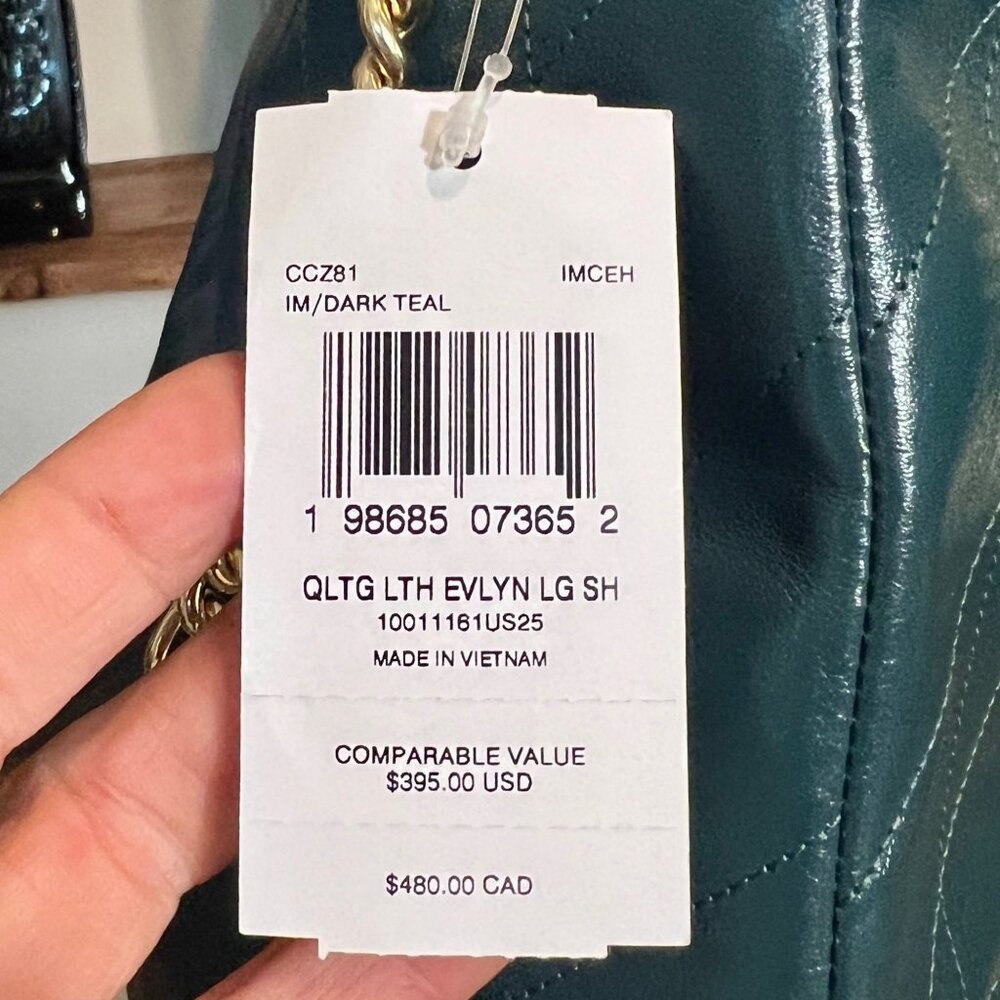 CCZ81 IMCEH
IM/DARK TEAL
1 98685 07365 2
QLTG LTH EVLYN LG SH
10011161US25
MADE IN VIETNAM
COMPARABLE VALUE
$395.00 USD
$480.00 CAD